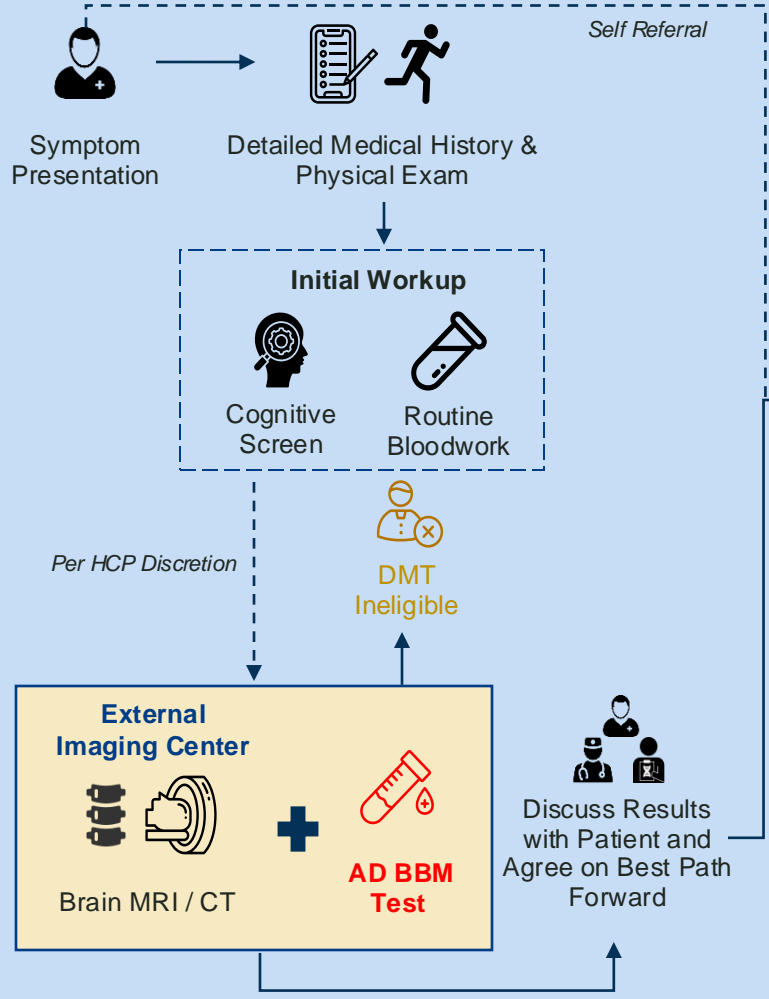 Self Referral
Symptom
Presentation
Detailed Medical History &
Physical Exam
Initial Workup
Cognitive
Screen
Routine
Bloodwork
Per HCP Discretion
DMT
Ineligible
External
Imaging Center
Brain MRI / CT
AD BBM
Test
Discuss Results
with Patient and
Agree on Best Path
Forward